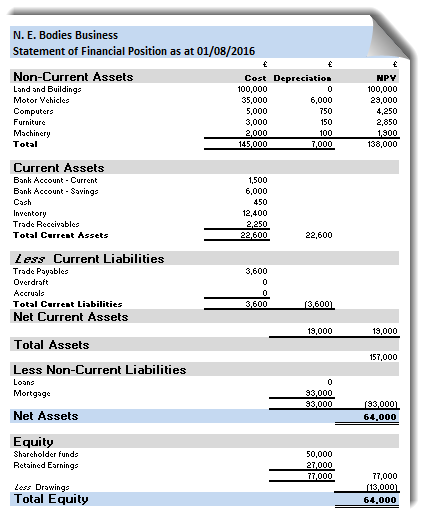 N. E. Bodies Business
Statement of Financial Position as at 01/08/2016
£ £ £
Non-Current Assets Cost Depreciation NPV
Land and Buildings 100,000 0 100,000
Motor Vehicles 35,000 6,000 29,000
Computers 5,000 750 4,250
Furniture 3,000 150 2,850
Machinery 2,000 100 1,900
Total 145,000 7,000 138,000
Current Assets
Bank Account - Current 1,500
Bank Account - Savings 6,000
Cash 450
Inventory 12,400
Trade Receivables 2,250
Total Current Assets 22,600 22,600
Less Current Liabilities
Trade Payables 3,600
Overdraft 0
Accruals 0
Total Current Liabilities 3,600 (3,600)
Net Current Assets
19,000 19,000
Total Assets
157,000
Less Non-Current Liabilities
Loans 0
Mortgage 93,000
93,000 (93,000)
Net Assets 64,000
Equity
Shareholder funds 50,000
Retained Earnings 27,000
77,000 77,000
Less Drawings (13,000)
Total Equity 64,000